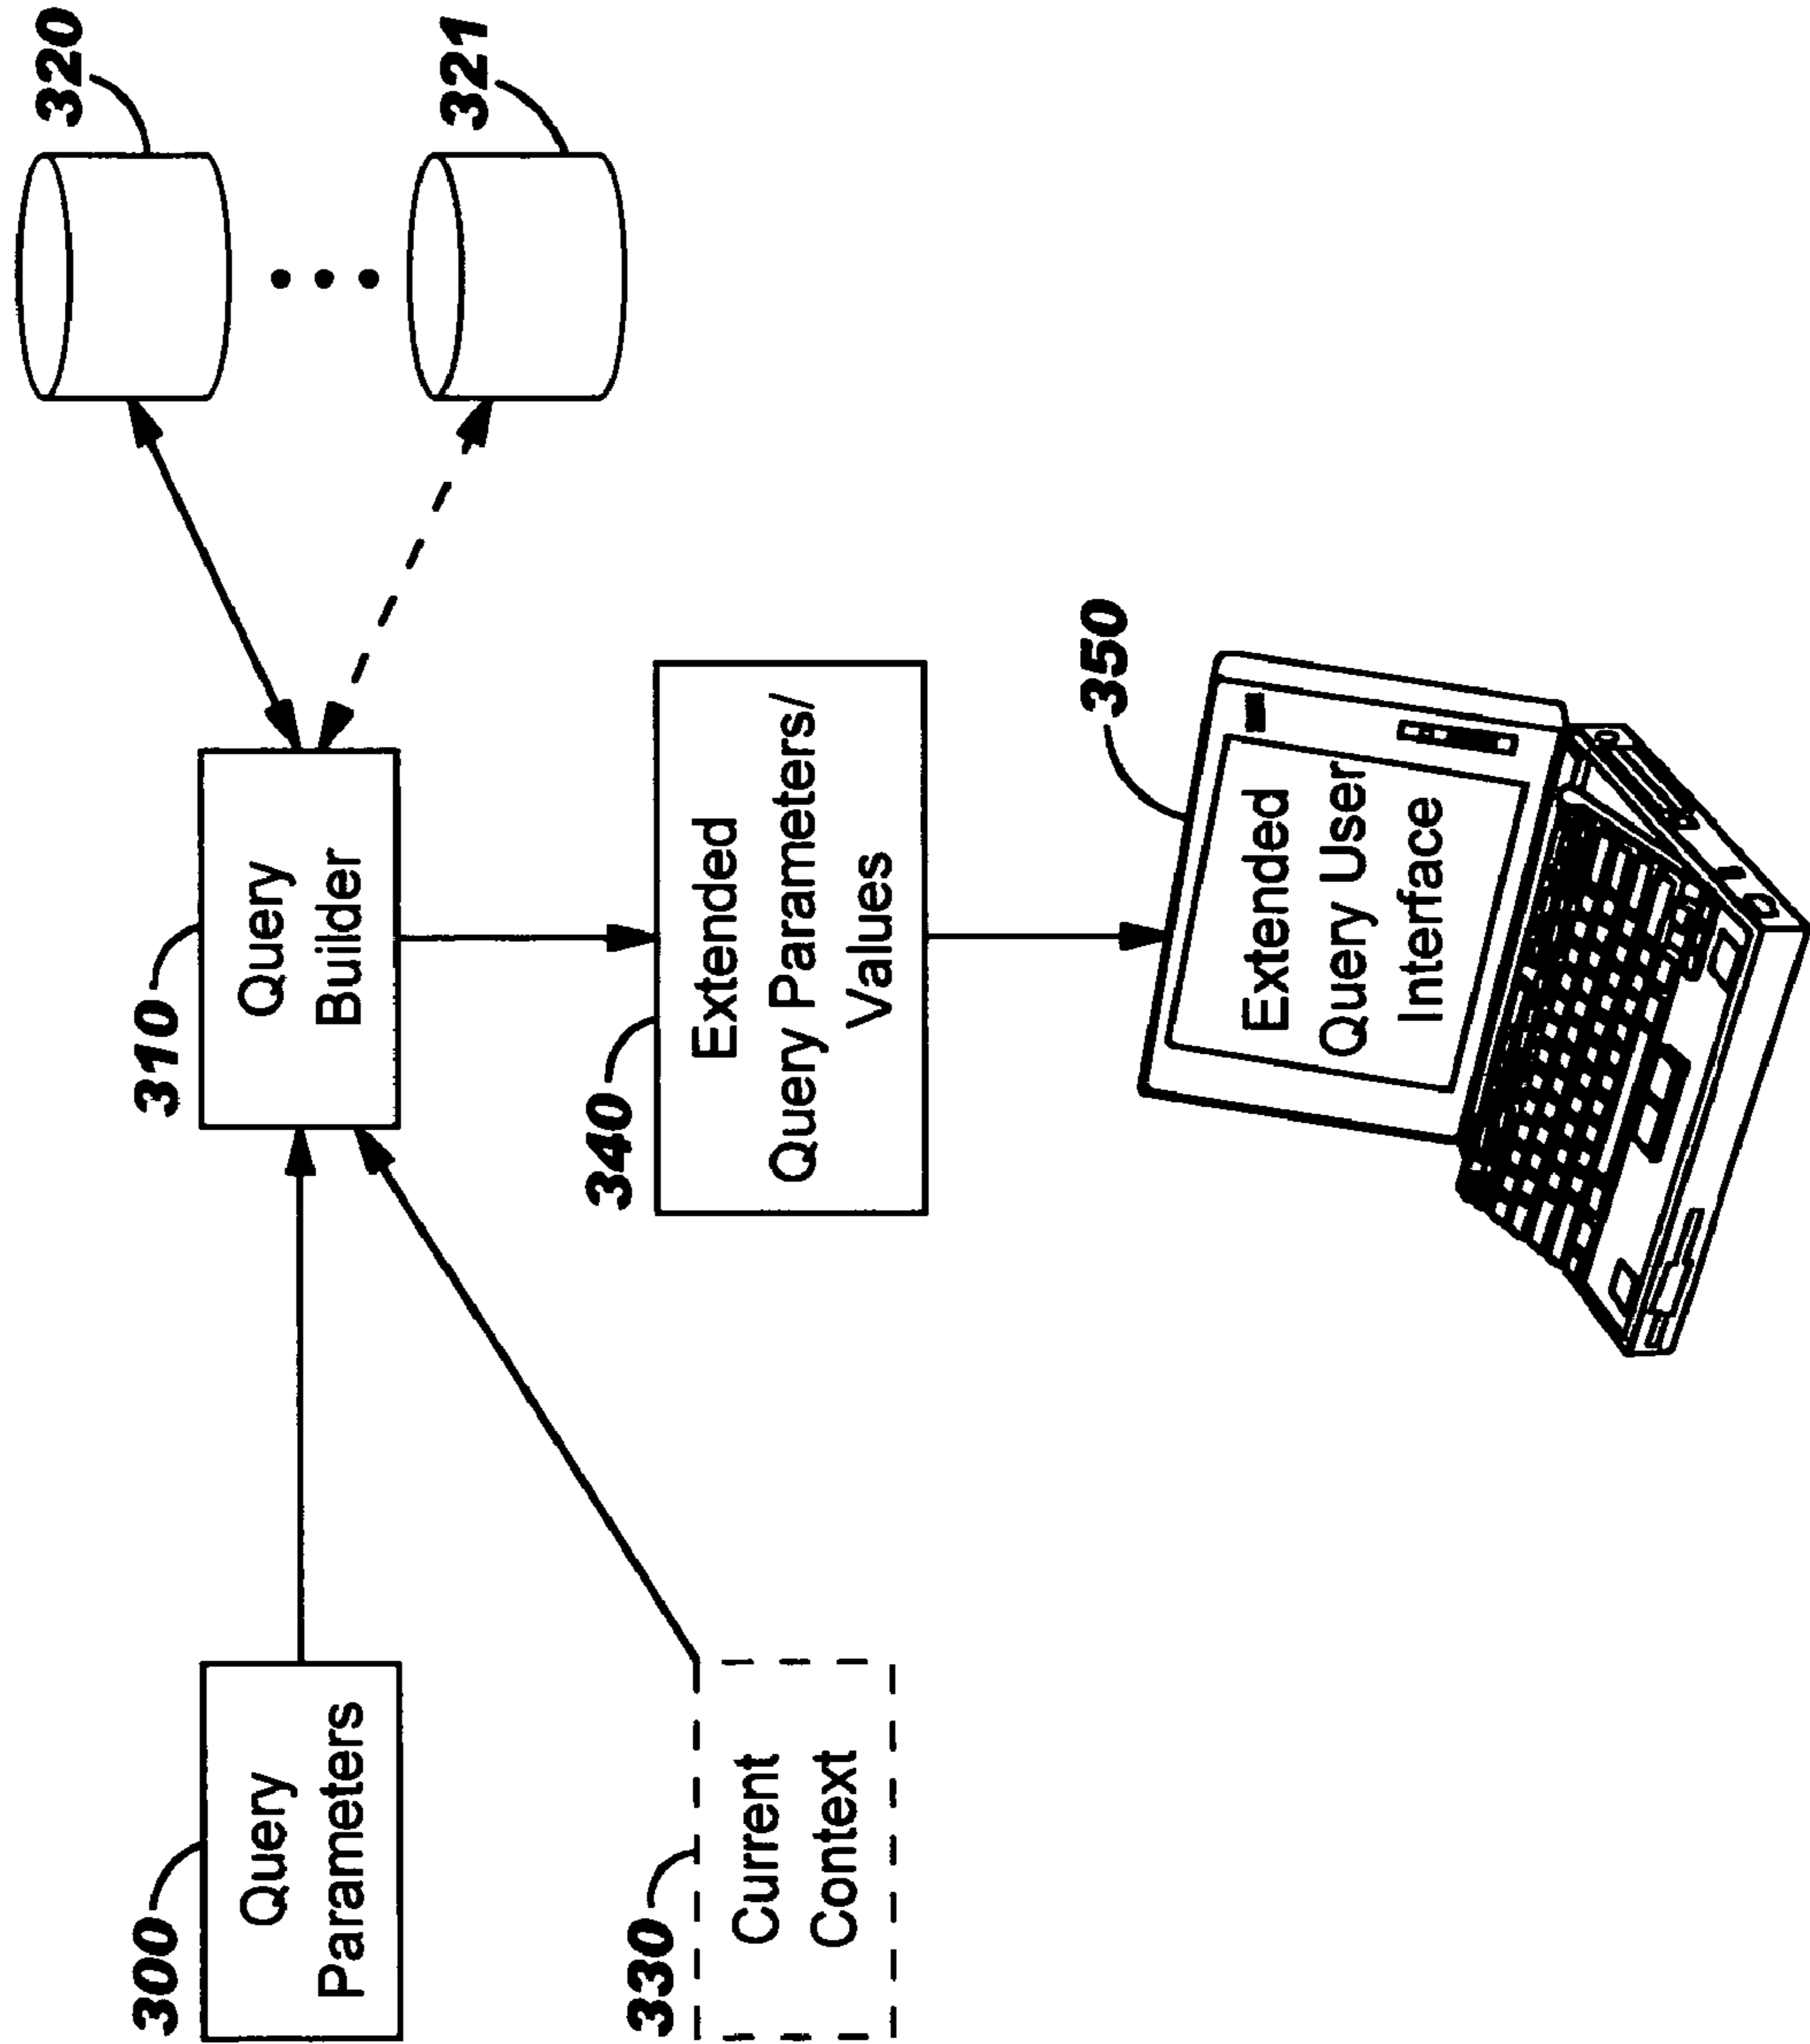 300
Query
Parameters
310
Query
Builder
320
321
330
Current
Context
340
Extended
Query Parameters/
Values
350
Extended
Query User
Interface